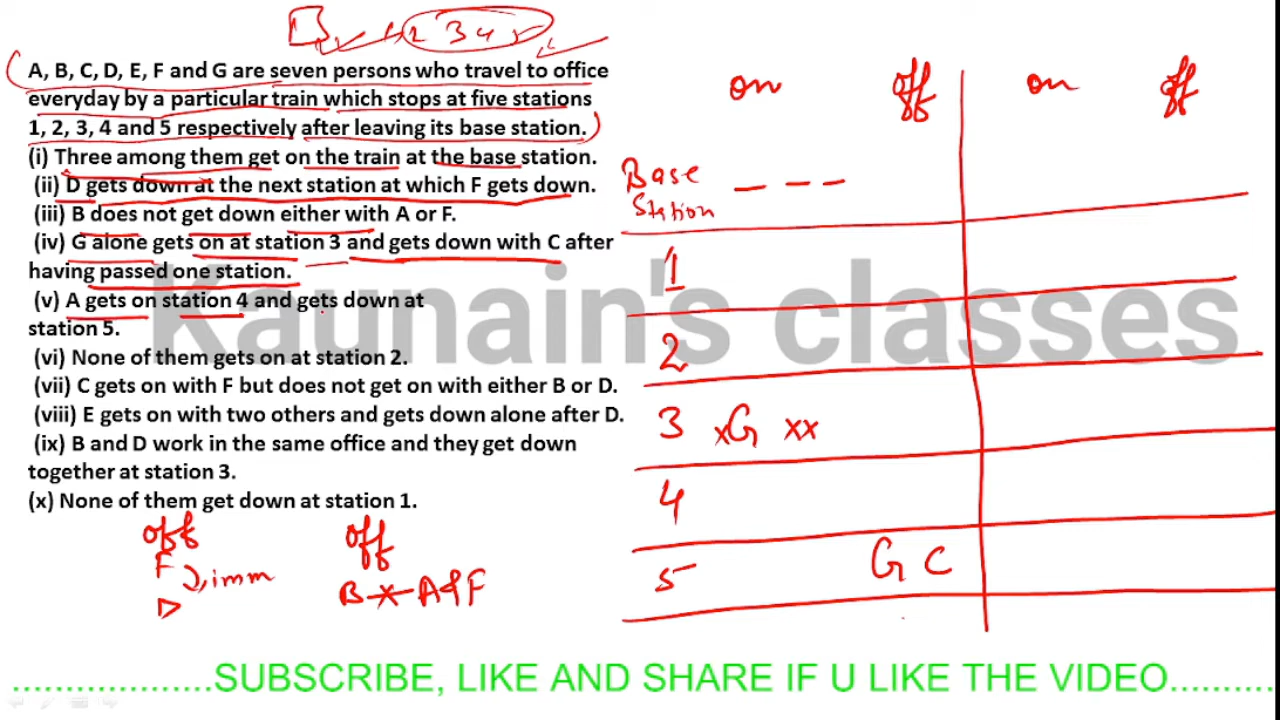 B 1 2 3 4 5
A, B, C, D, E, F and G are seven persons who travel to office
everyday by a particular train which stops at five stations
1, 2, 3, 4 and 5 respectively after leaving its base station.
(i) Three among them get on the train at the base station.
(ii) D gets down at the next station at which F gets down.
(iii) B does not get down either with A or F.
(iv) G alone gets on at station 3 and gets down with C after
having passed one station.
(v) A gets on station 4 and gets down at
station 5.
(vi) None of them gets on at station 2.
(vii) C gets on with F but does not get on with either B or D.
(viii) E gets on with two others and gets down alone after D.
(ix) B and D work in the same office and they get down
together at station 3.
(x) None of them get down at station 1.
off
F
D
imm
off
B × A & F
on off on off
Base
Station
1
2
3 xG xx
4
5 G C
Kaunain's classes
...................SUBSCRIBE, LIKE AND SHARE IF U LIKE THE VIDEO..........